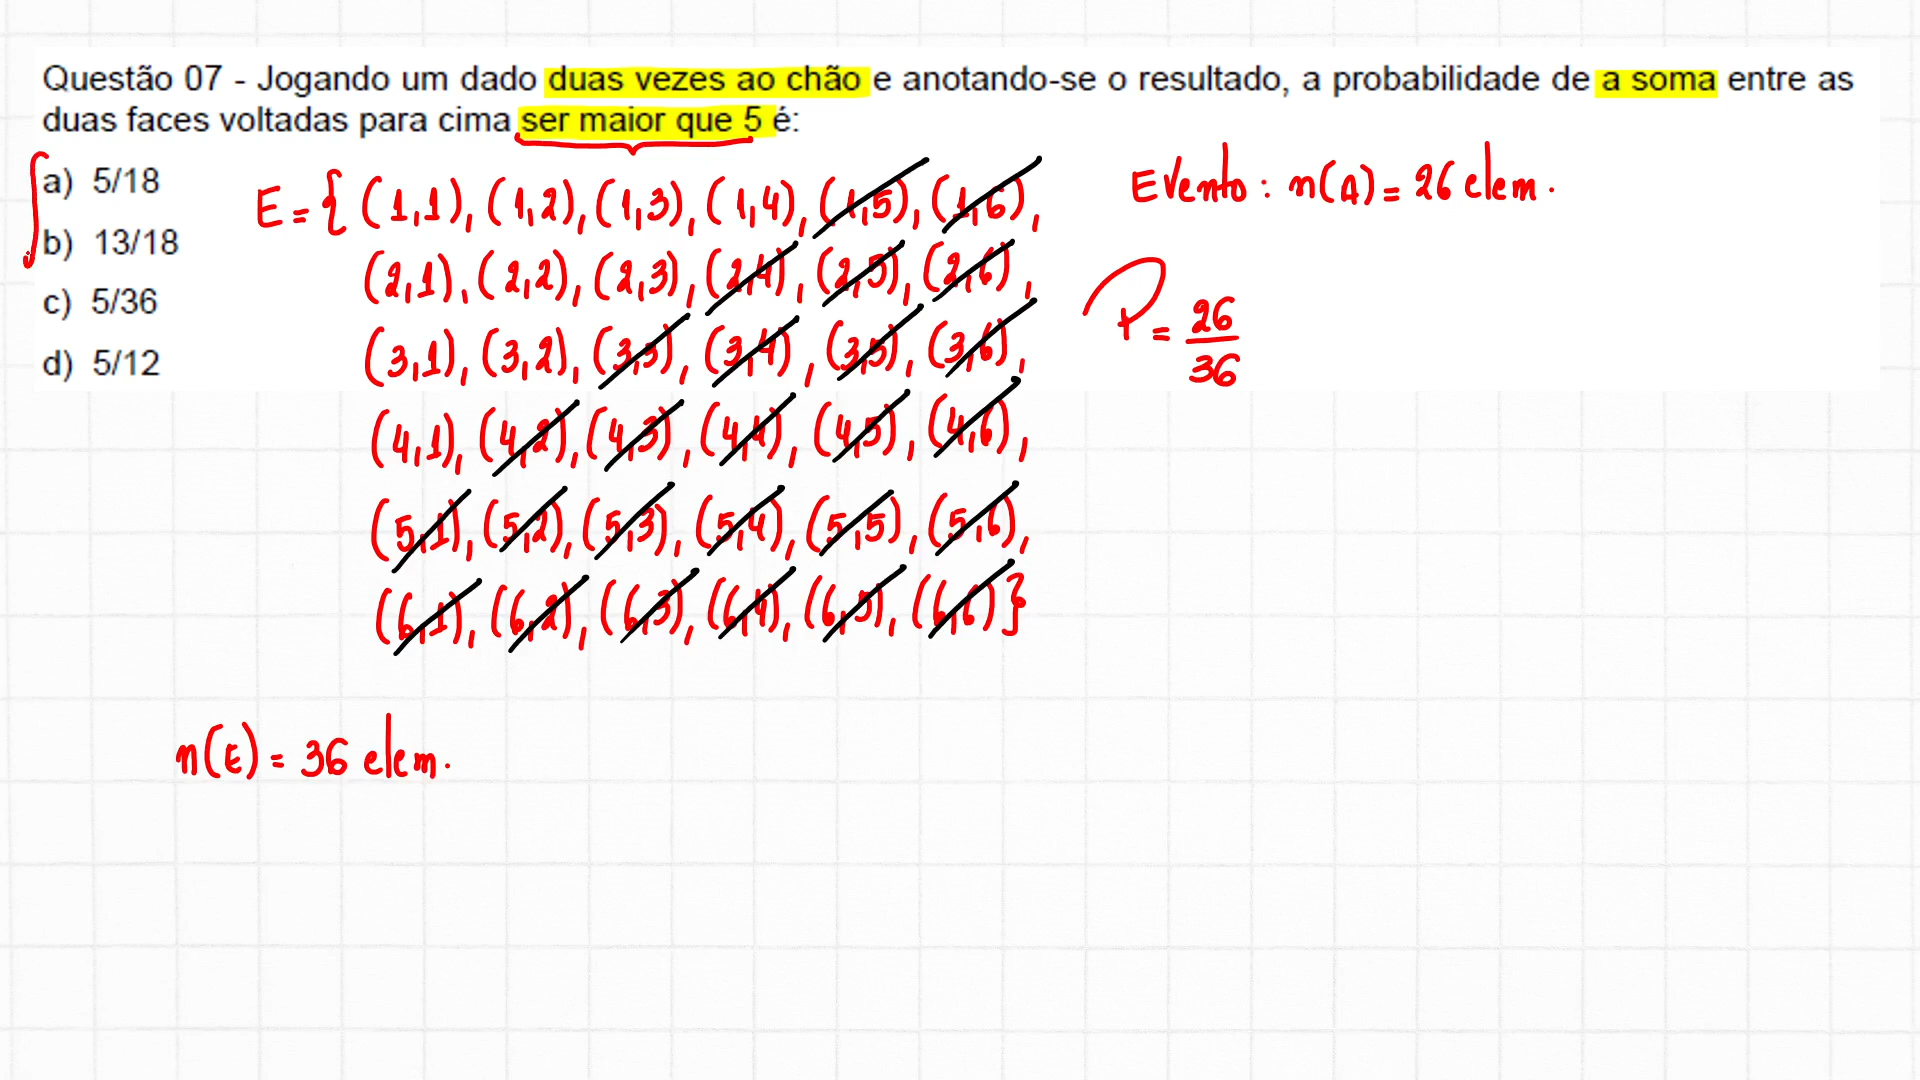 Questão 07 - Jogando um dado duas vezes ao chão e anotando-se o resultado, a probabilidade de a soma entre as
duas faces voltadas para cima ser maior que 5 é:
a) 5/18
b) 13/18
c) 5/36
d) 5/12
E = { (1,1), (1,2), (1,3), (1,4), (1,5), (1,6),
(2,1), (2,2), (2,3), (2,4), (2,5), (2,6),
(3,1), (3,2), (3,3), (3,4), (3,5), (3,6),
(4,1), (4,2), (4,3), (4,4), (4,5), (4,6),
(5,1), (5,2), (5,3), (5,4), (5,5), (5,6),
(6,1), (6,2), (6,3), (6,4), (6,5), (6,6) }
n(E) = 36 elem.
Evento: n(A) = 26 elem.
P = 26/36